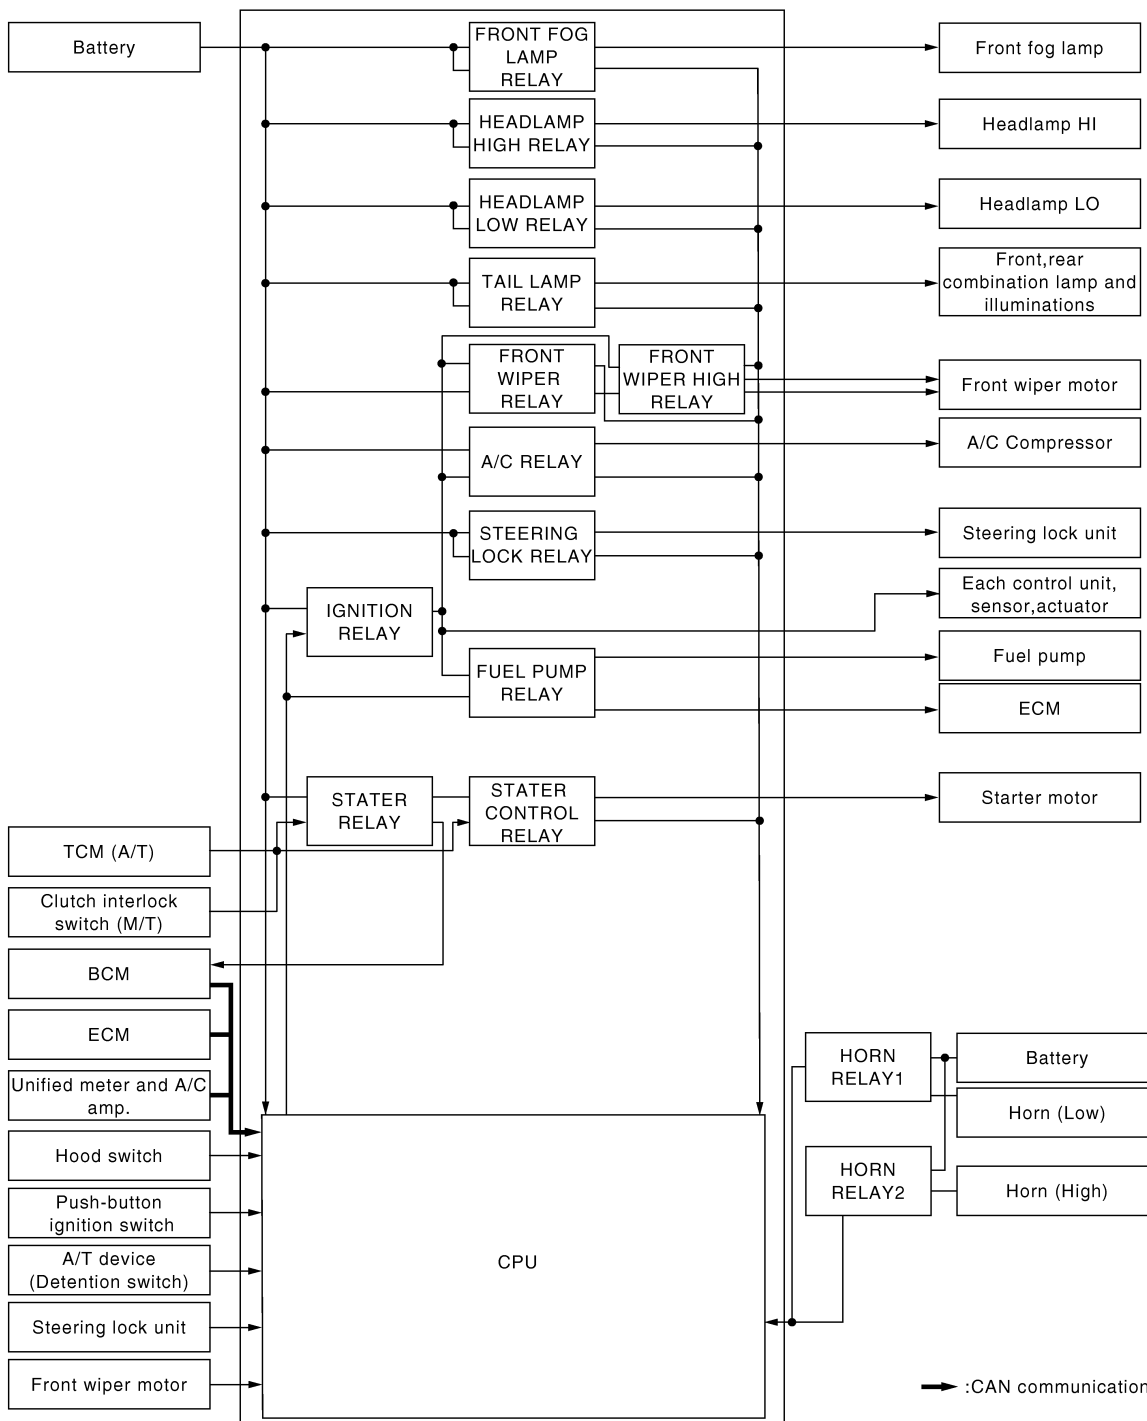 Battery
FRONT FOG
LAMP
RELAY
Front fog lamp
HEADLAMP
HIGH RELAY
Headlamp HI
HEADLAMP
LOW RELAY
Headlamp LO
TAIL LAMP
RELAY
Front,rear
combination lamp and
illuminations
FRONT
WIPER
RELAY
FRONT
WIPER HIGH
RELAY
Front wiper motor
A/C RELAY
A/C Compressor
STEERING
LOCK RELAY
Steering lock unit
IGNITION
RELAY
Each control unit,
sensor,actuator
FUEL PUMP
RELAY
Fuel pump
ECM
STATER
RELAY
STATER
CONTROL
RELAY
Starter motor
TCM (A/T)
Clutch interlock
switch (M/T)
BCM
ECM
Unified meter and A/C
amp.
Hood switch
Push-button
ignition switch
A/T device
(Detention switch)
Steering lock unit
Front wiper motor
CPU
HORN
RELAY1
Battery
Horn (Low)
HORN
RELAY2
Horn (High)
:CAN communication